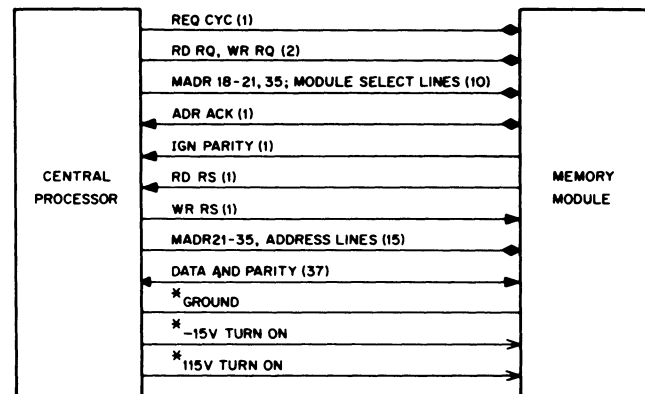 REQ CYC (1)
RD RQ, WR RQ (2)
MADR 18-21, 35; MODULE SELECT LINES (10)
ADR ACK (1)
IGN PARITY (1)
CENTRAL PROCESSOR
RD RS (1)
MEMORY MODULE
WR RS (1)
MADR21-35, ADDRESS LINES (15)
DATA AND PARITY (37)
*GROUND
*-15V TURN ON
*115V TURN ON